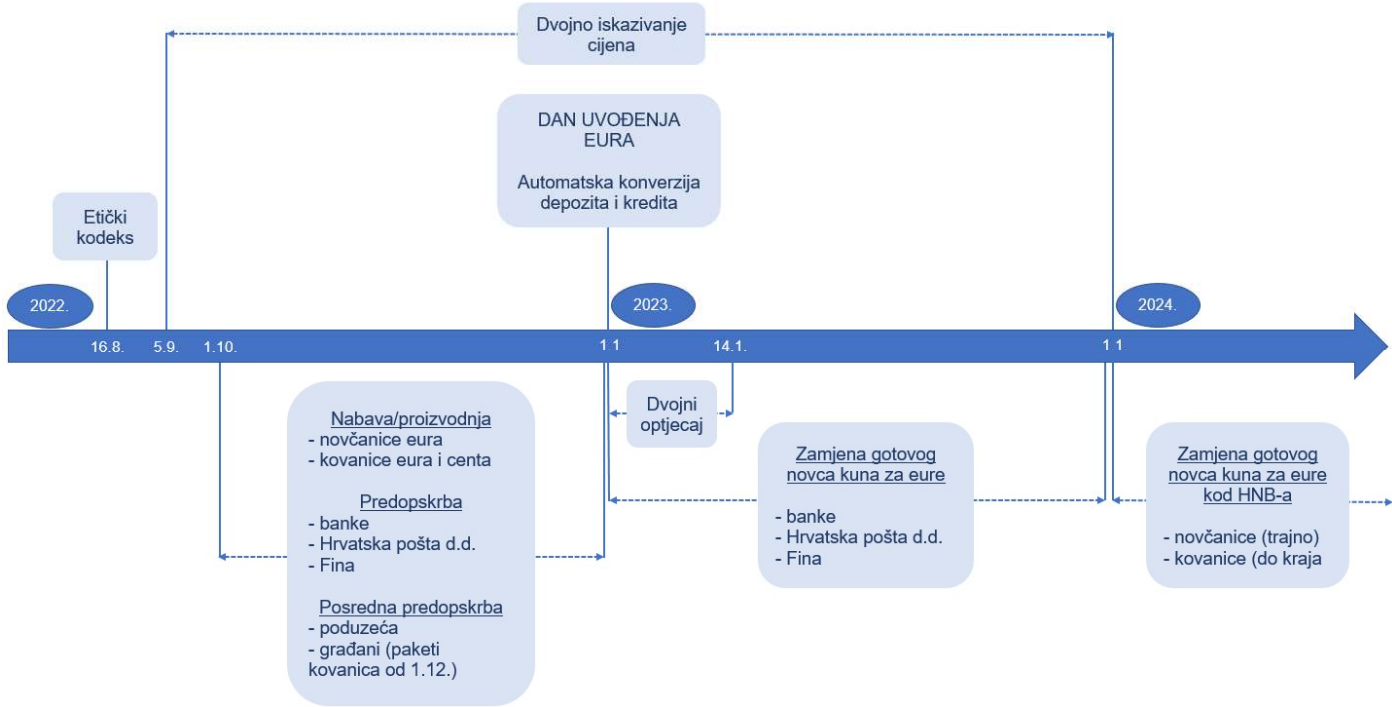 Dvojno iskazivanje
cijena
DAN UVOĐENJA
EURA
Automatska konverzija
depozita i kredita
Etički
kodeks
2022.
2023.
2024.
16.8.
5.9.
1.10.
1 1
14.1.
1 1
Nabava/proizvodnja
- novčanice eura
- kovanice eura i centa
Predopskrba
- banke
- Hrvatska pošta d.d.
- Fina
Posredna predopskrba
- poduzeća
- građani (paketi
kovanica od 1.12.)
Dvojni
optjecaj
Zamjena gotovog
novca kuna za eure
- banke
- Hrvatska pošta d.d.
- Fina
Zamjena gotovog
novca kuna za eure
kod HNB-a
- novčanice (trajno)
- kovanice (do kraja